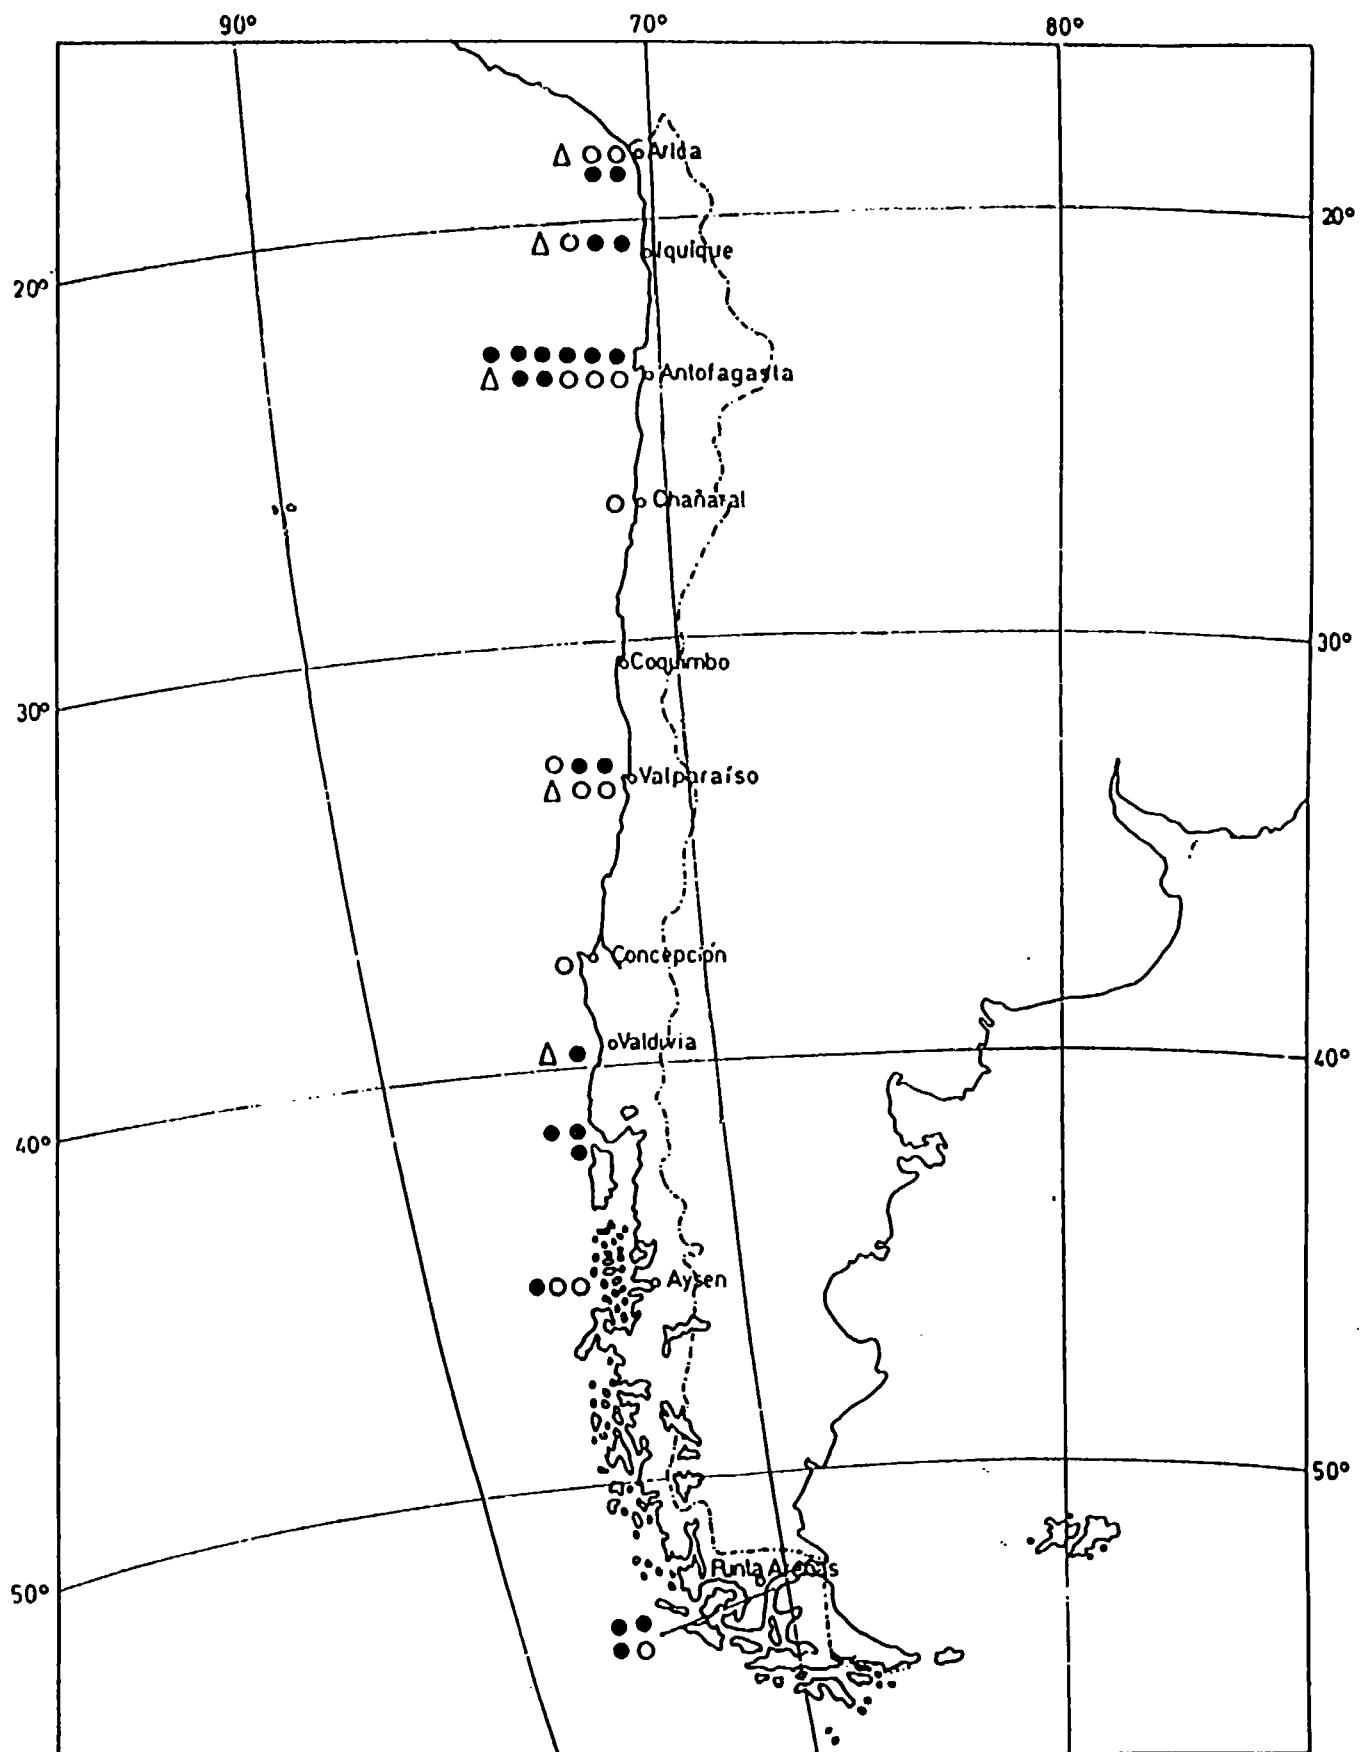 90° 70° 80°
Arica
20°
Iquique
20°
Antofagasta
Chañaral
30°
Coquimbo
30°
Valparaíso
Concepción
Valdivia
40°
40°
Aysen
50°
Punta Arenas
50°